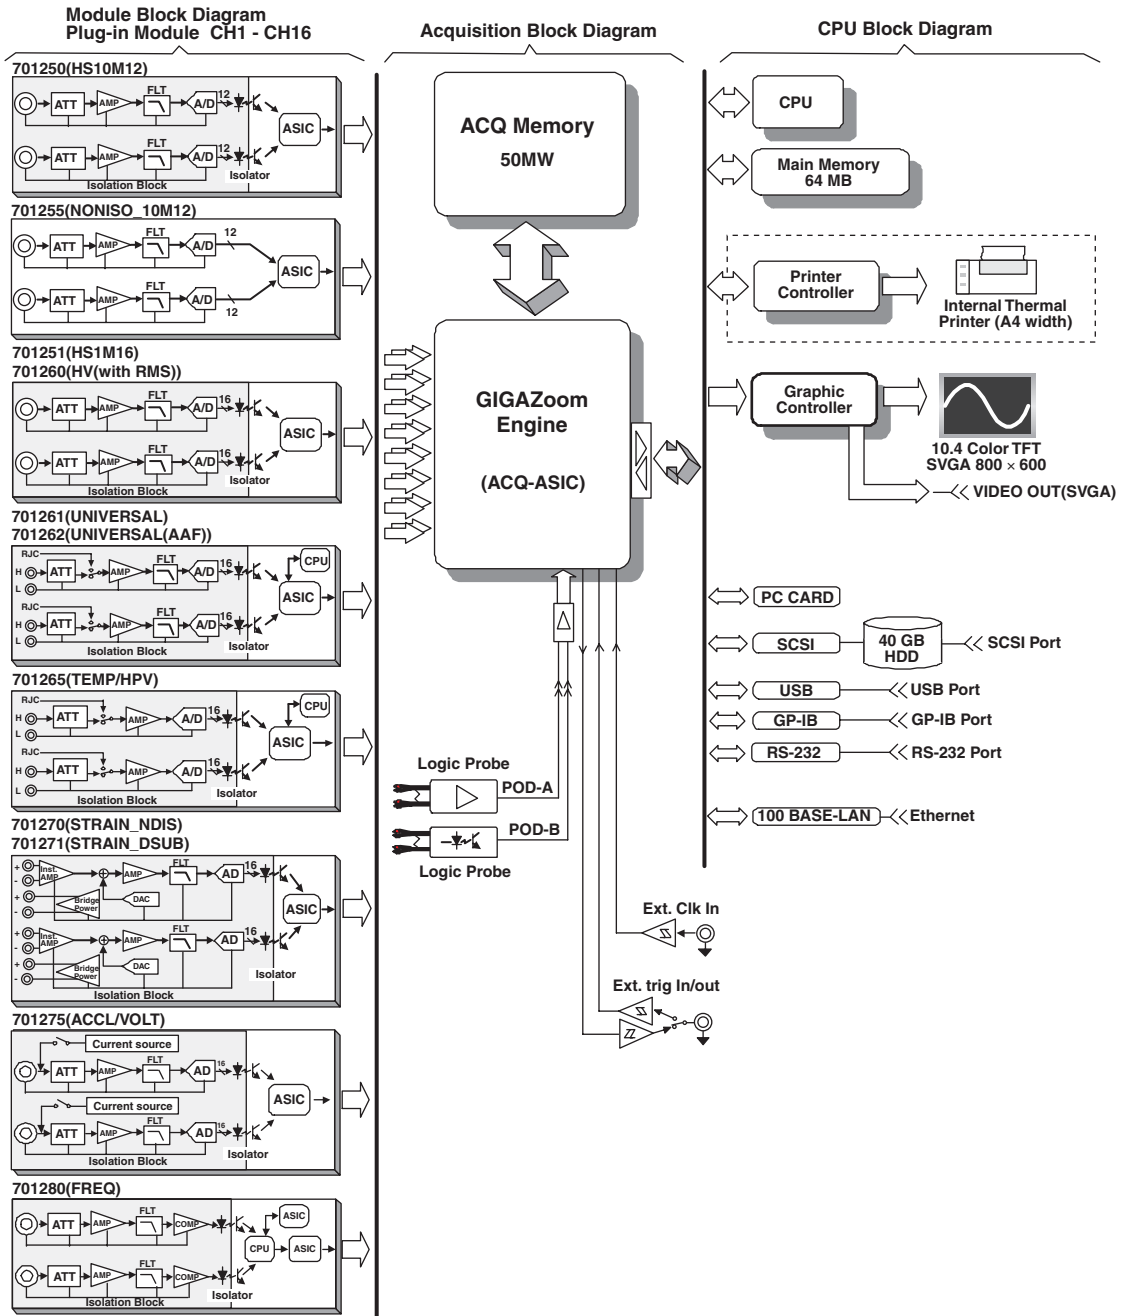 Module Block Diagram
Plug-in Module CH1 - CH16
701250(HS10M12)
ATT
AMP
FLT
A/D
12
ATT
AMP
FLT
A/D
12
ASIC
Isolator
Isolation Block
701255(NONISO_10M12)
ATT
AMP
FLT
A/D
12
ATT
AMP
FLT
A/D
12
ASIC
701251(HS1M16)
701260(HV(with RMS))
ATT
AMP
FLT
A/D
16
ATT
AMP
FLT
A/D
16
ASIC
Isolator
Isolation Block
701261(UNIVERSAL)
701262(UNIVERSAL(AAF))
RJC
H
L
ATT
AMP
FLT
A/D
16
CPU
RJC
H
L
ATT
AMP
FLT
A/D
16
ASIC
Isolator
Isolation Block
701265(TEMP/HPV)
RJC
H
L
ATT
AMP
A/D
16
CPU
RJC
H
L
ATT
AMP
A/D
16
ASIC
Isolator
Isolation Block
701270(STRAIN_NDIS)
701271(STRAIN_DSUB)
+
-
+
-
Inst.
AMP
AMP
FLT
AD
16
Bridge
Power
DAC
+
-
+
-
Inst.
AMP
AMP
FLT
AD
16
Bridge
Power
DAC
ASIC
Isolator
Isolation Block
701275(ACCL/VOLT)
Current source
ATT
AMP
FLT
AD
16
Current source
ATT
AMP
FLT
AD
16
ASIC
Isolator
Isolation Block
701280(FREQ)
ATT
AMP
FLT
COMP
ASIC
CPU
ASIC
ATT
AMP
FLT
COMP
Isolator
Isolation Block
Acquisition Block Diagram
ACQ Memory
50MW
GIGAZoom
Engine
(ACQ-ASIC)
Logic Probe
POD-A
POD-B
Logic Probe
Ext. Clk In
Ext. trig In/out
CPU Block Diagram
CPU
Main Memory
64 MB
Printer
Controller
Internal Thermal
Printer (A4 width)
Graphic
Controller
10.4 Color TFT
SVGA 800 × 600
VIDEO OUT(SVGA)
PC CARD
SCSI
40 GB
HDD
SCSI Port
USB
USB Port
GP-IB
GP-IB Port
RS-232
RS-232 Port
100 BASE-LAN
Ethernet